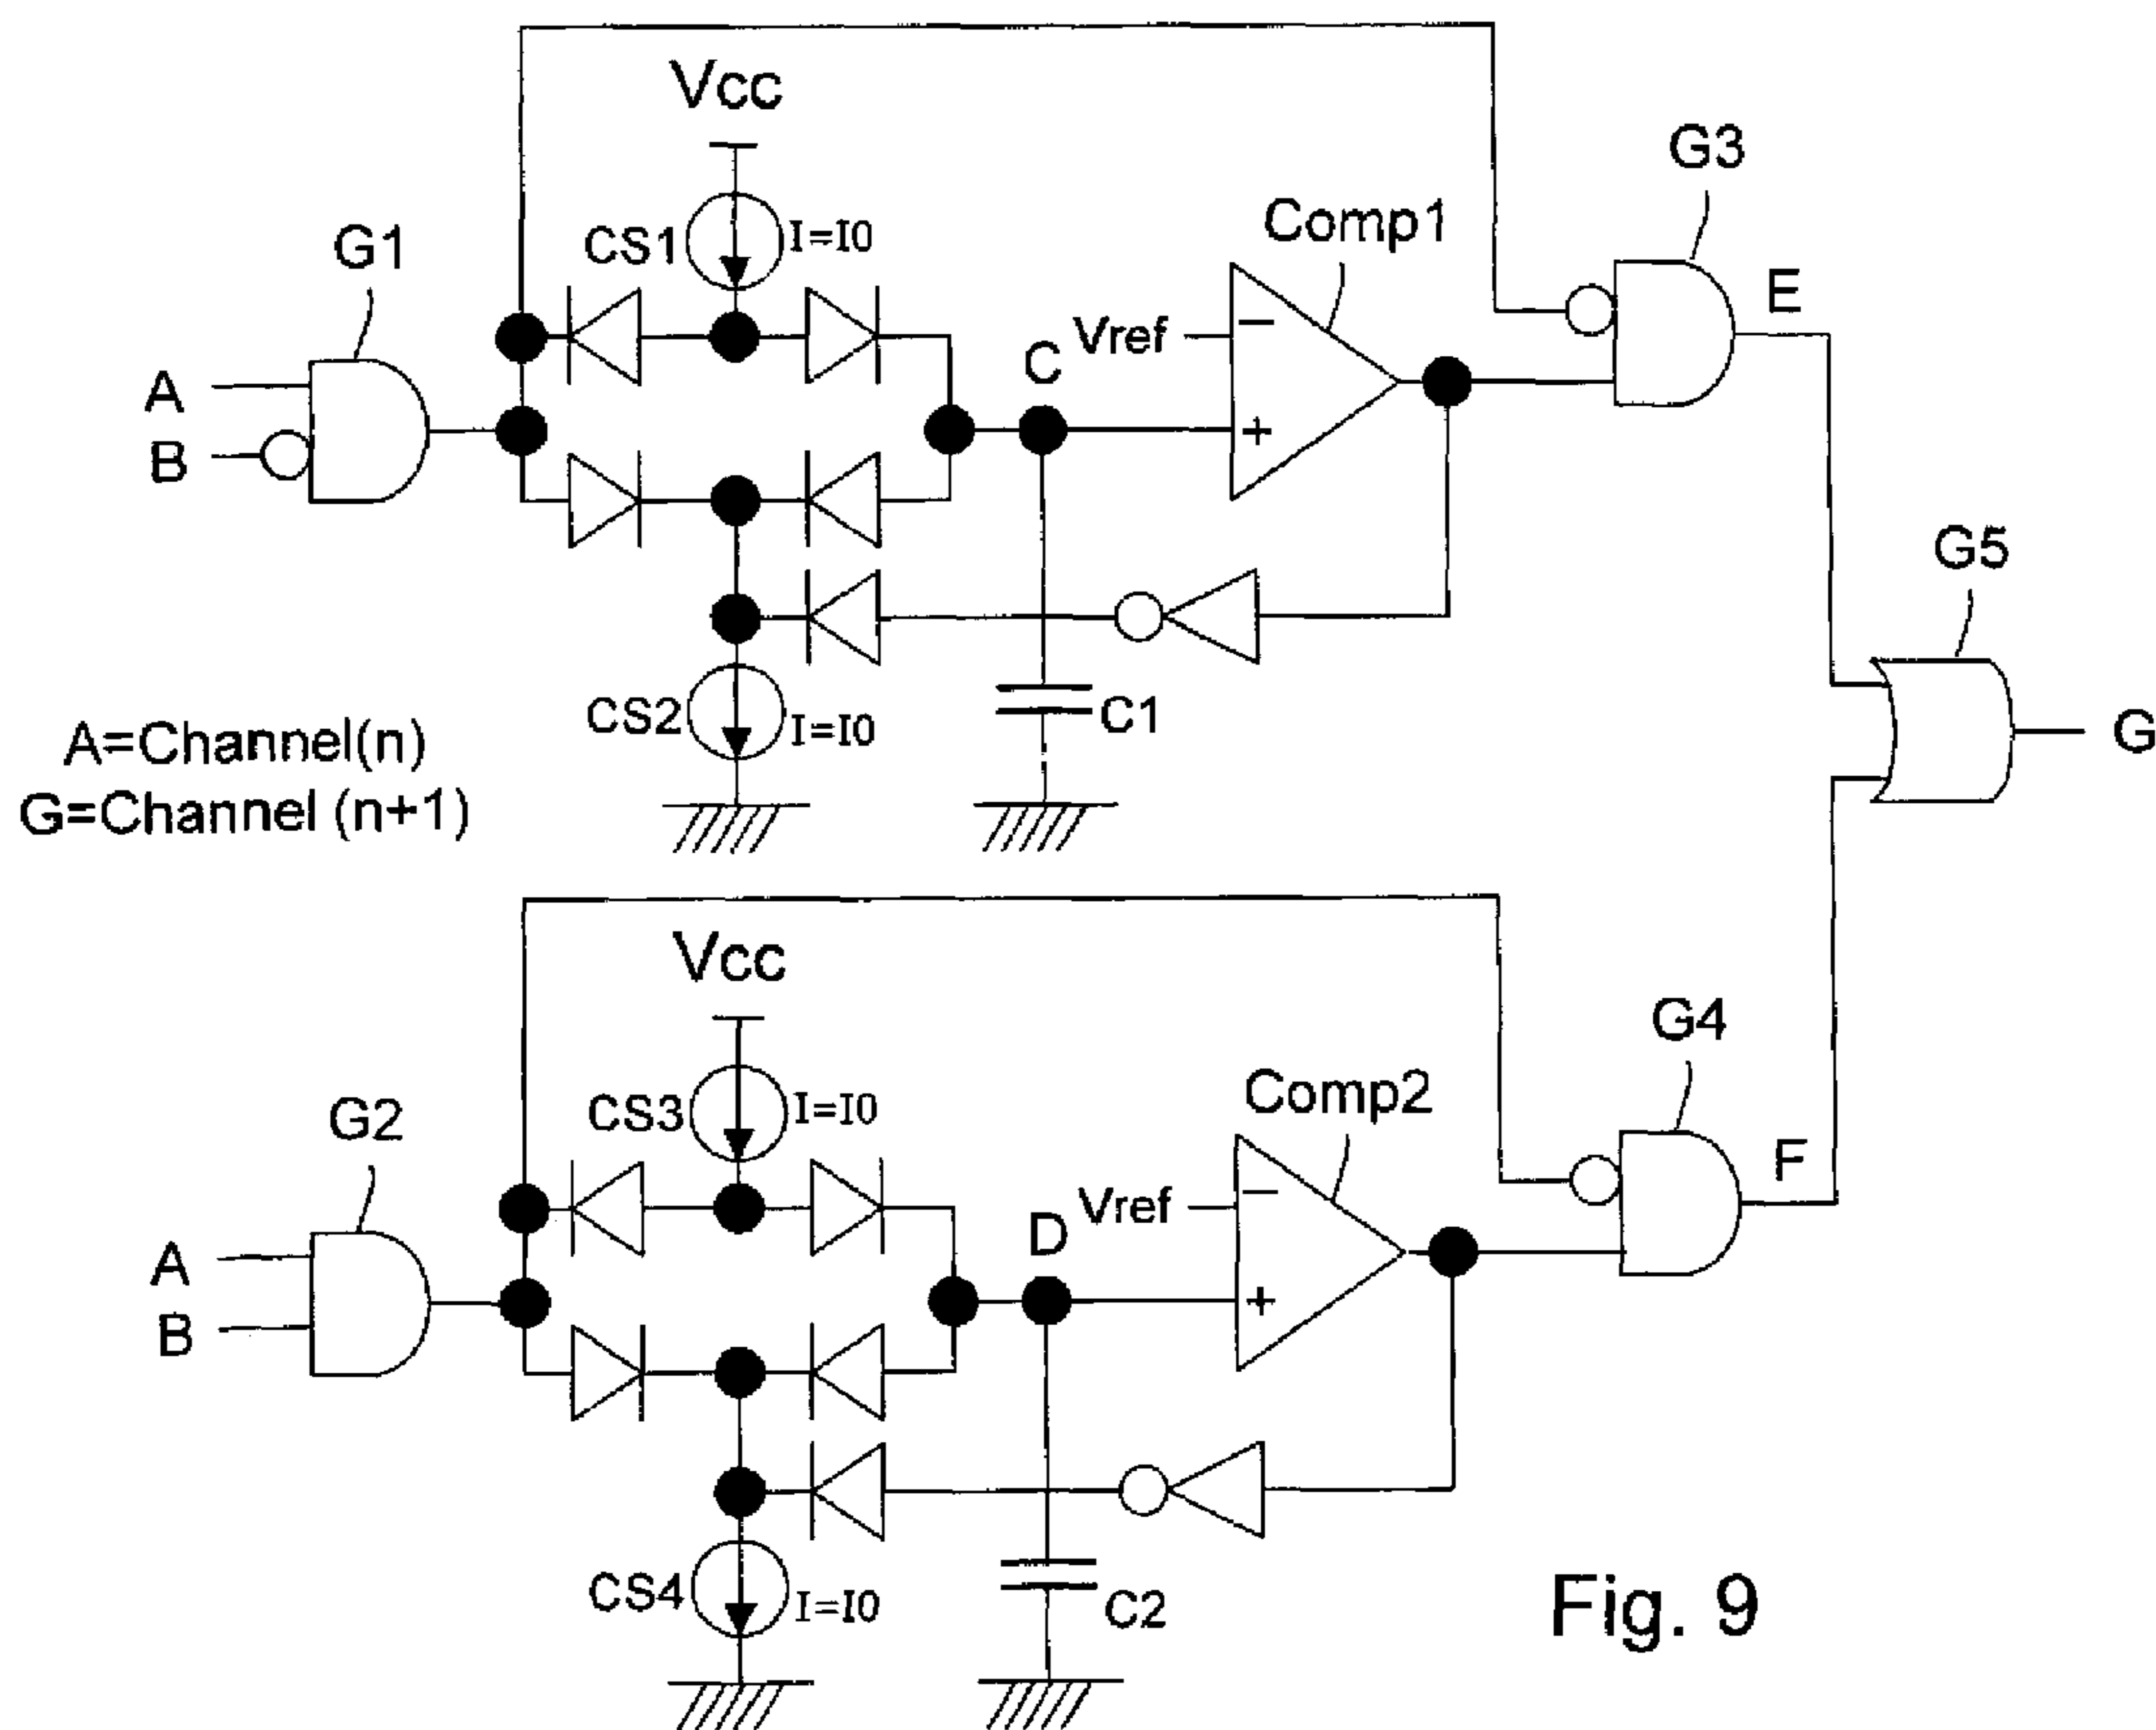 Vcc
G3
G1
CS1
I=I0
Comp1
E
A
B
C
Vref
−
+
G5
CS2
I=I0
C1
G
A=Channel(n)
G=Channel (n+1)
Vcc
G4
G2
CS3
I=I0
Comp2
F
A
B
D
Vref
−
+
CS4
I=I0
C2
Fig. 9